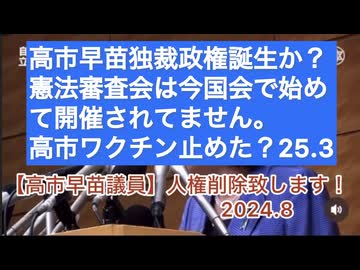 高市早苗独裁政権誕生か？
憲法審査会は今国会で始め
て開催されてません。
高市ワクチン止めた？25.3
【高市早苗議員】人権削除致します！
2024.8